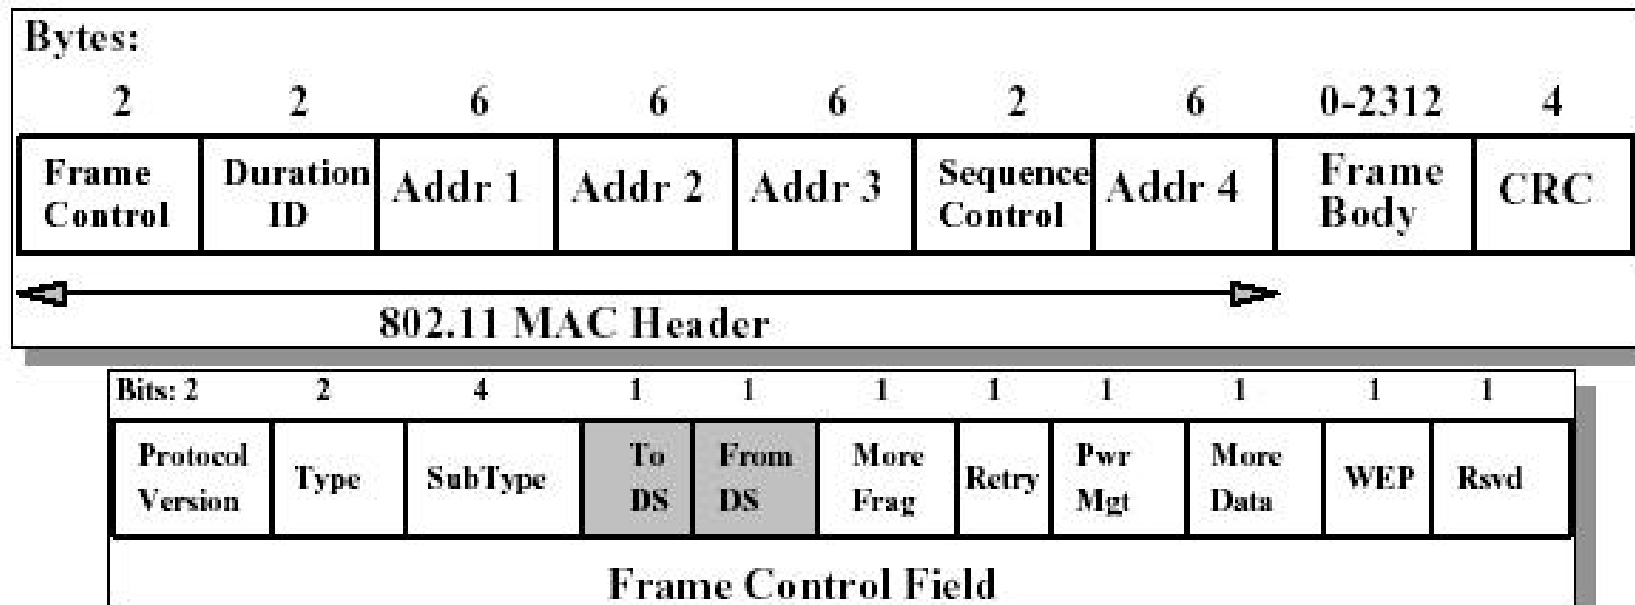 Bytes:
2 2 6 6 6 2 6 0-2312 4
Frame Control Duration ID Addr 1 Addr 2 Addr 3 Sequence Control Addr 4 Frame Body CRC
802.11 MAC Header
Bits: 2 2 4 1 1 1 1 1 1 1 1
Protocol Version Type SubType To DS From DS More Frag Retry Pwr Mgt More Data WEP Rsvd
Frame Control Field